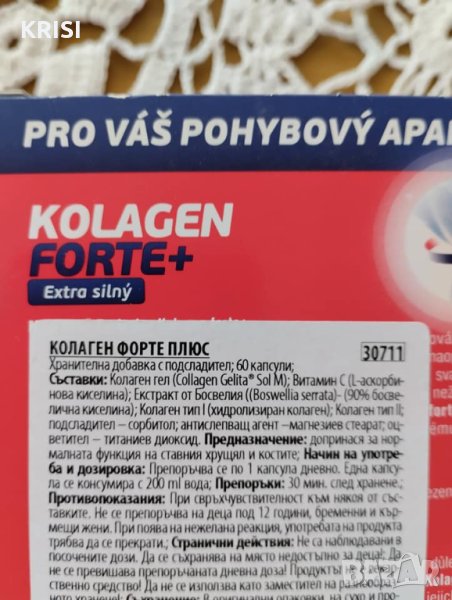 KRISI
PRO VÁŠ POHYBOVÝ APA
KOLAGEN
FORTE+
Extra silný
КОЛАГЕН ФОРТЕ ПЛЮС
30711
Хранителна добавка с подсладител; 60 капсули;
Съставки: Колаген гел (Collagen Gelita® Sol M); Витамин С (L-аскорби-
нова киселина); Екстракт от Босвелия ((Boswellia serrata)- (90% босве-
лична киселина); Колаген тип I (хидролизиран колаген); Колаген тип II;
подсладител – сорбитол; антислепващ агент –магнезиев стеарат; оц-
ветител – титаниев диоксид. Предназначение: допринася за нор-
малната функция на ставния хрущял и костите; Начин на употре-
ба и дозировка: Препоръчва се по 1 капсула дневно. Една капсу-
ла се консумира с 200 ml вода; Препоръки: 30 мин. след хранене.;
Противопоказания: При свръхчувствителност към някоя от със-
тавките. Не се препоръчва на деца под 12 години, бременни и кър-
мещи жени. При поява на нежелана реакция, употребата на продукта
трябва да се прекрати.; Странични действия: Не са наблюдавани в
посочените дози. Да се съхранява на място недостъпно за деца! Да
не се превишава препоръчваната дневна доза! Продуктът
ствено средство! Да не се използва като заместител на разнооб